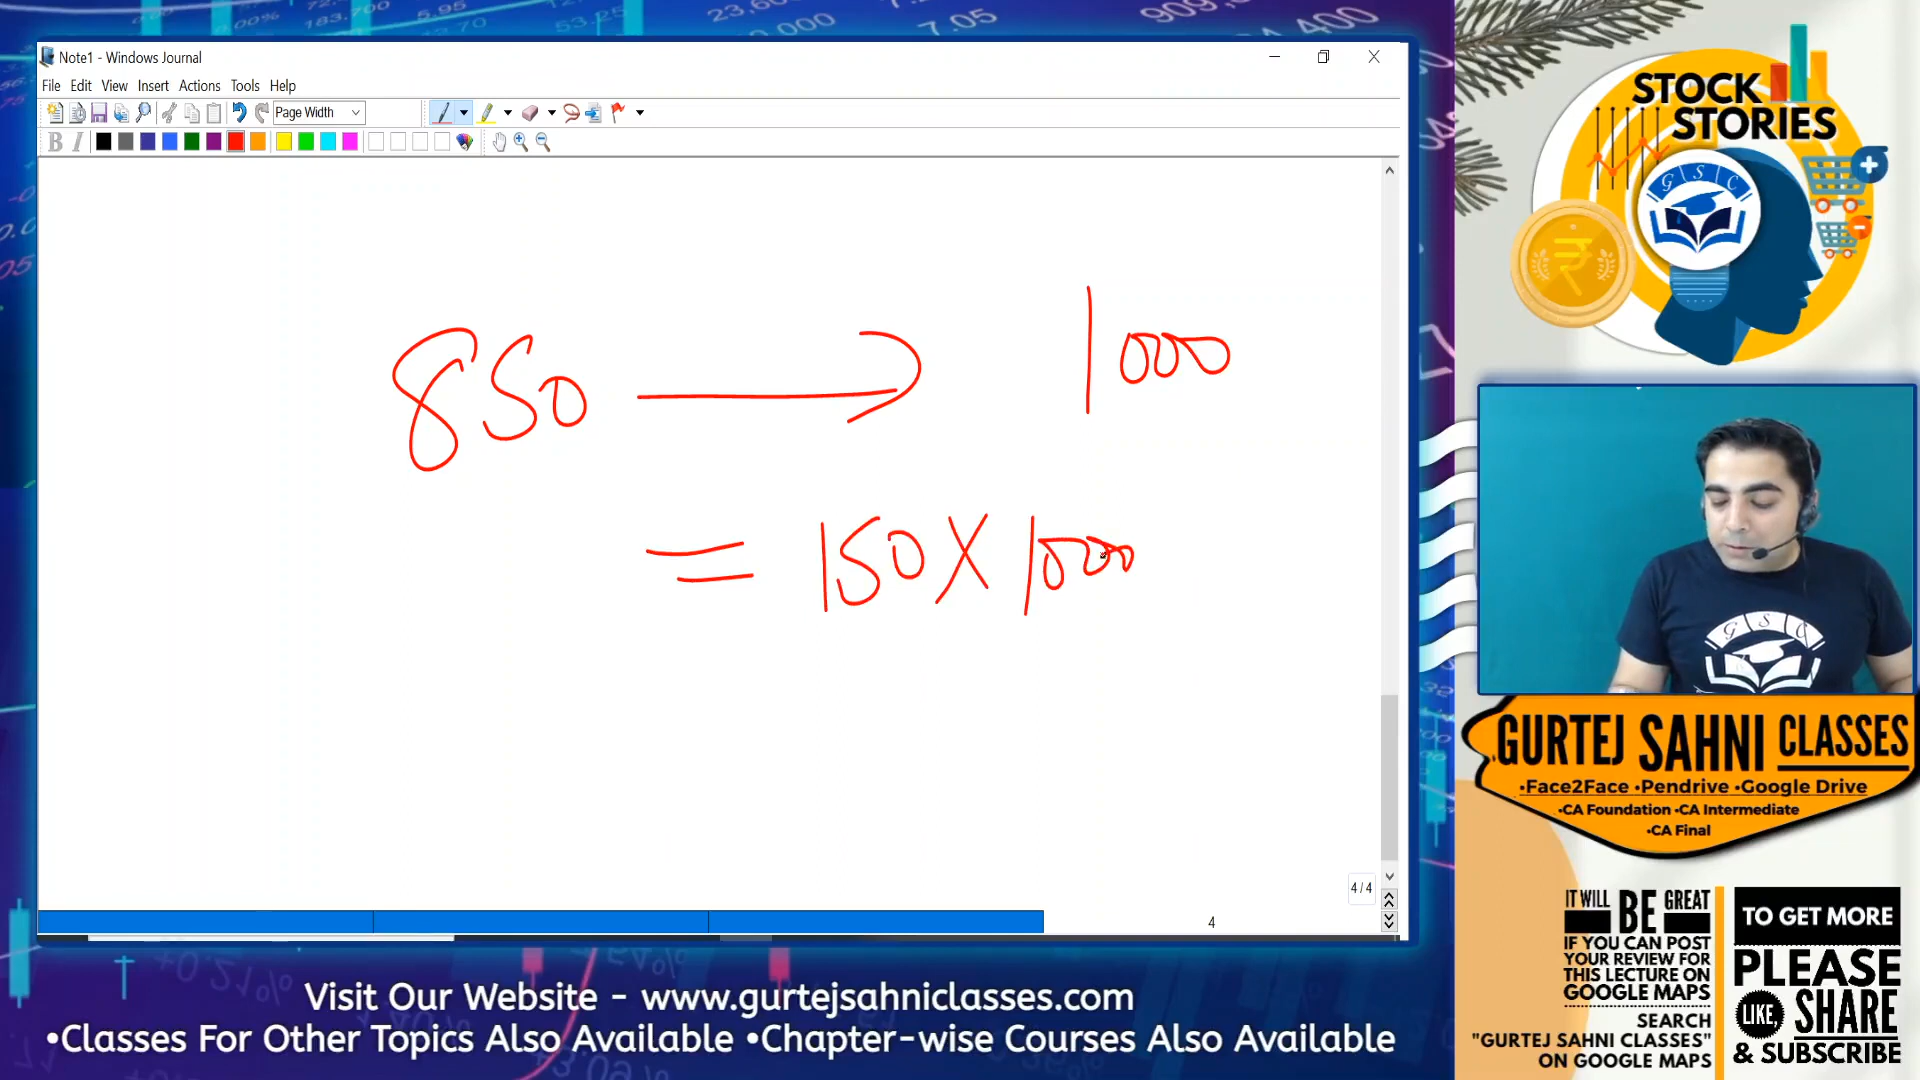 Note1 - Windows Journal
File Edit View Insert Actions Tools Help
Page Width
B I
850 → 1000
= 150 X 1000
4 / 4
4
STOCK
STORIES
G S C
G S C
GURTEJ SAHNI CLASSES
•Face2Face •Pendrive •Google Drive
•CA Foundation •CA Intermediate
•CA Final
IT WILL BE GREAT
IF YOU CAN POST
YOUR REVIEW FOR
THIS LECTURE ON
GOOGLE MAPS
SEARCH
"GURTEJ SAHNI CLASSES"
ON GOOGLE MAPS
TO GET MORE
PLEASE
LIKE, SHARE
& SUBSCRIBE
Visit Our Website - www.gurtejsahniclasses.com
•Classes For Other Topics Also Available •Chapter-wise Courses Also Available